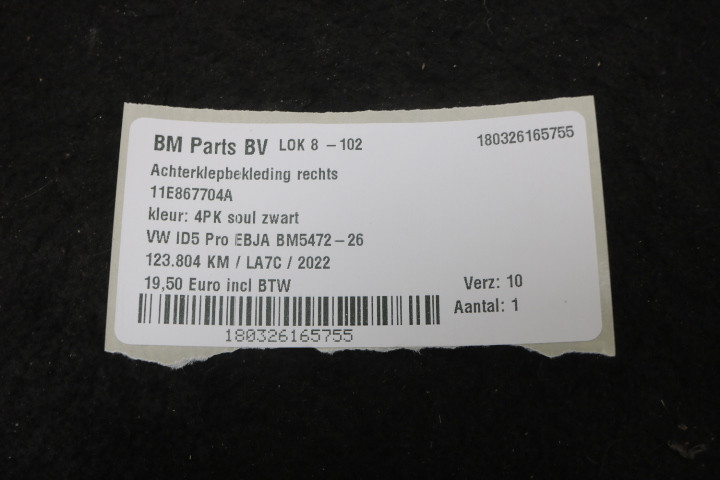 BM Parts BV LOK 8 -102 180326165755
Achterklepbekleding rechts
11E867704A
kleur: 4PK soul zwart
VW ID5 Pro EBJA BM5472-26
123.804 KM / LA7C / 2022
19,50 Euro incl BTW Verz: 10
Aantal: 1
180326165755